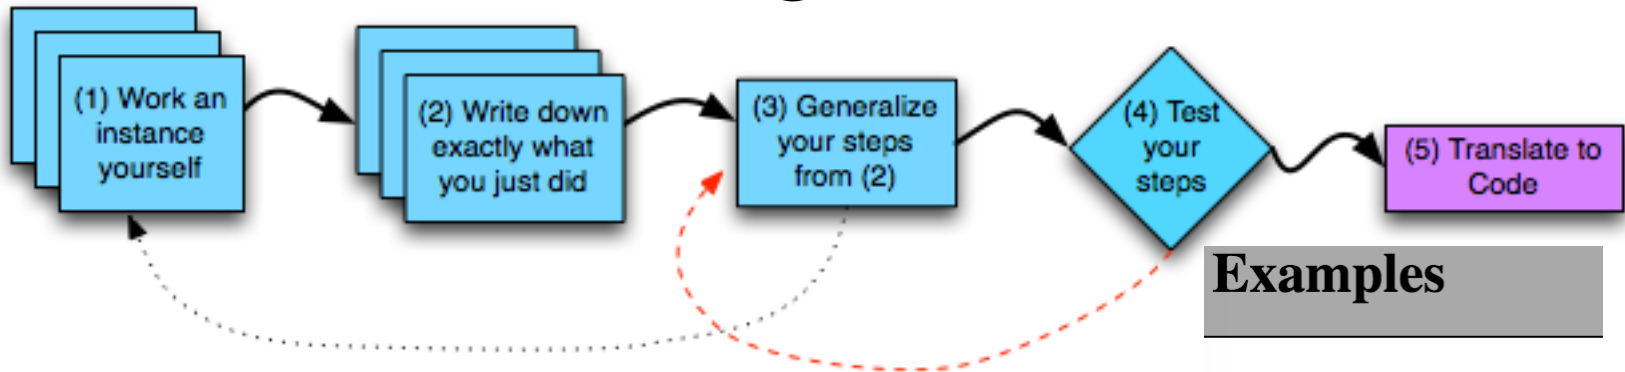 (1) Work an
instance
yourself
(2) Write down
exactly what
you just did
(3) Generalize
your steps
from (2)
(4) Test
your
steps
(5) Translate to
Code
Examples